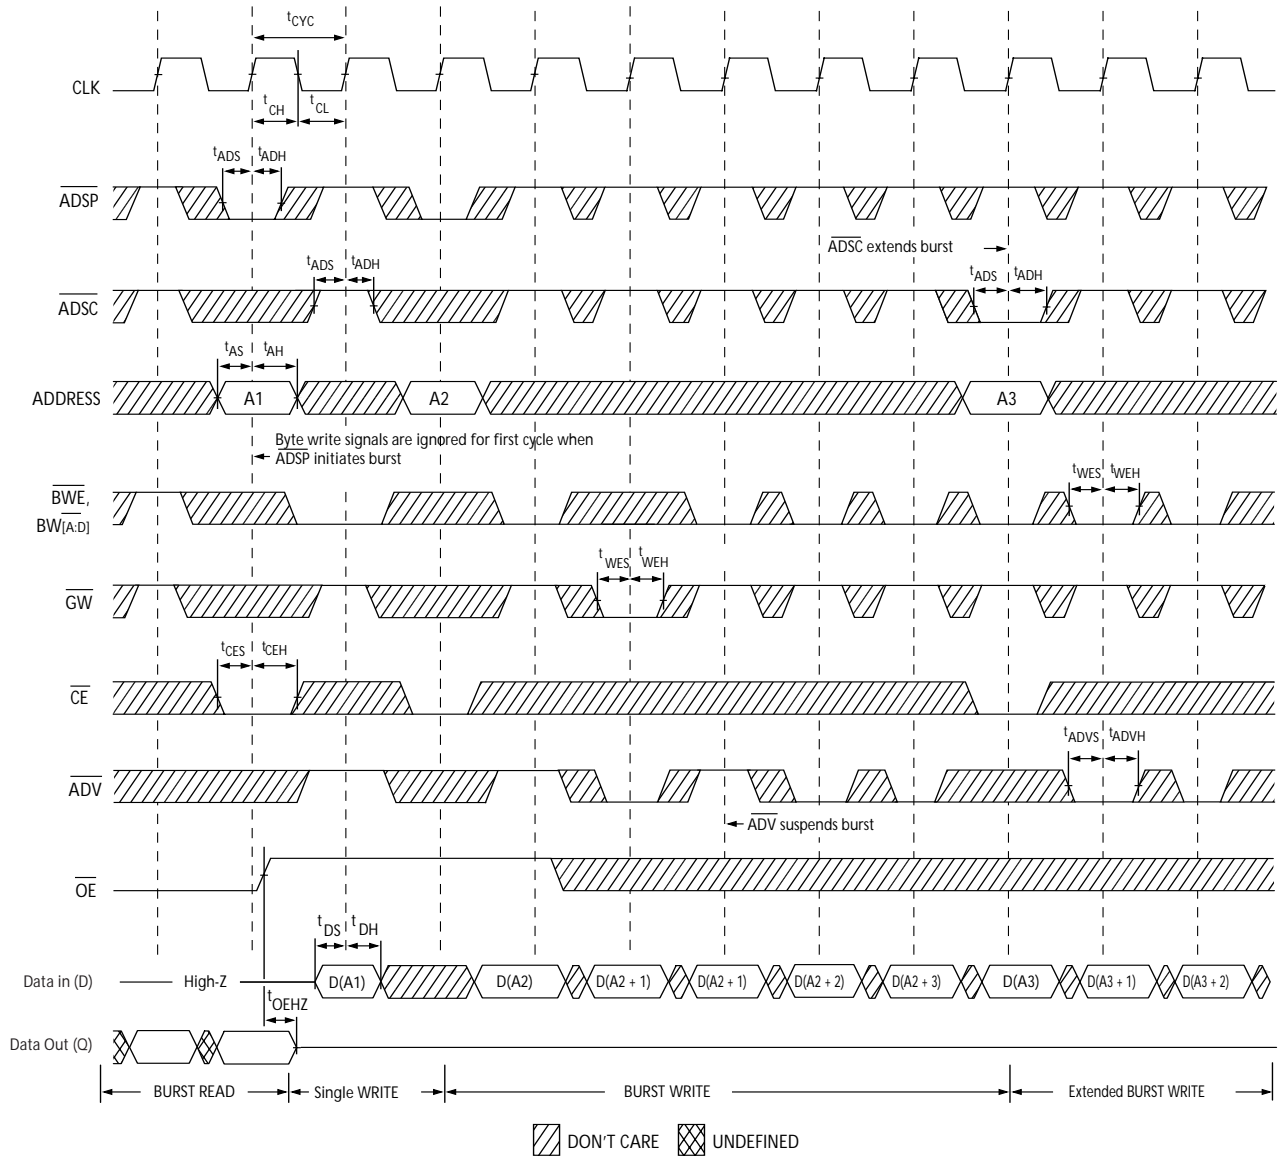 tCYC
CLK
tCH
tCL
tADS
tADH
ADSP
ADSC extends burst
tADS
tADH
tADS
tADH
ADSC
tAS
tAH
ADDRESS
A1
A2
A3
Byte write signals are ignored for first cycle when
ADSP initiates burst
tWES
tWEH
BWE,
BW[A:D]
tWES
tWEH
GW
tCES
tCEH
CE
tADVS
tADVH
ADV
ADV suspends burst
OE
tDS
tDH
Data in (D)
High-Z
D(A1)
D(A2)
D(A2 + 1)
D(A2 + 1)
D(A2 + 2)
D(A2 + 3)
D(A3)
D(A3 + 1)
D(A3 + 2)
tOEHZ
Data Out (Q)
BURST READ
Single WRITE
BURST WRITE
Extended BURST WRITE
DON'T CARE
UNDEFINED